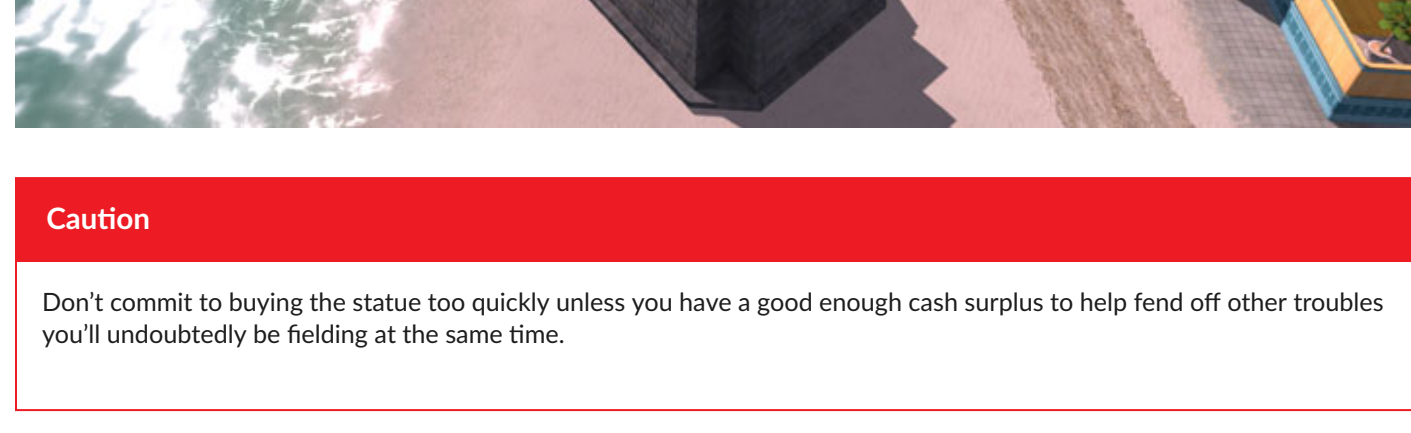 Caution
Don’t commit to buying the statue too quickly unless you have a good enough cash surplus to help fend off other troubles
you’ll undoubtedly be fielding at the same time.